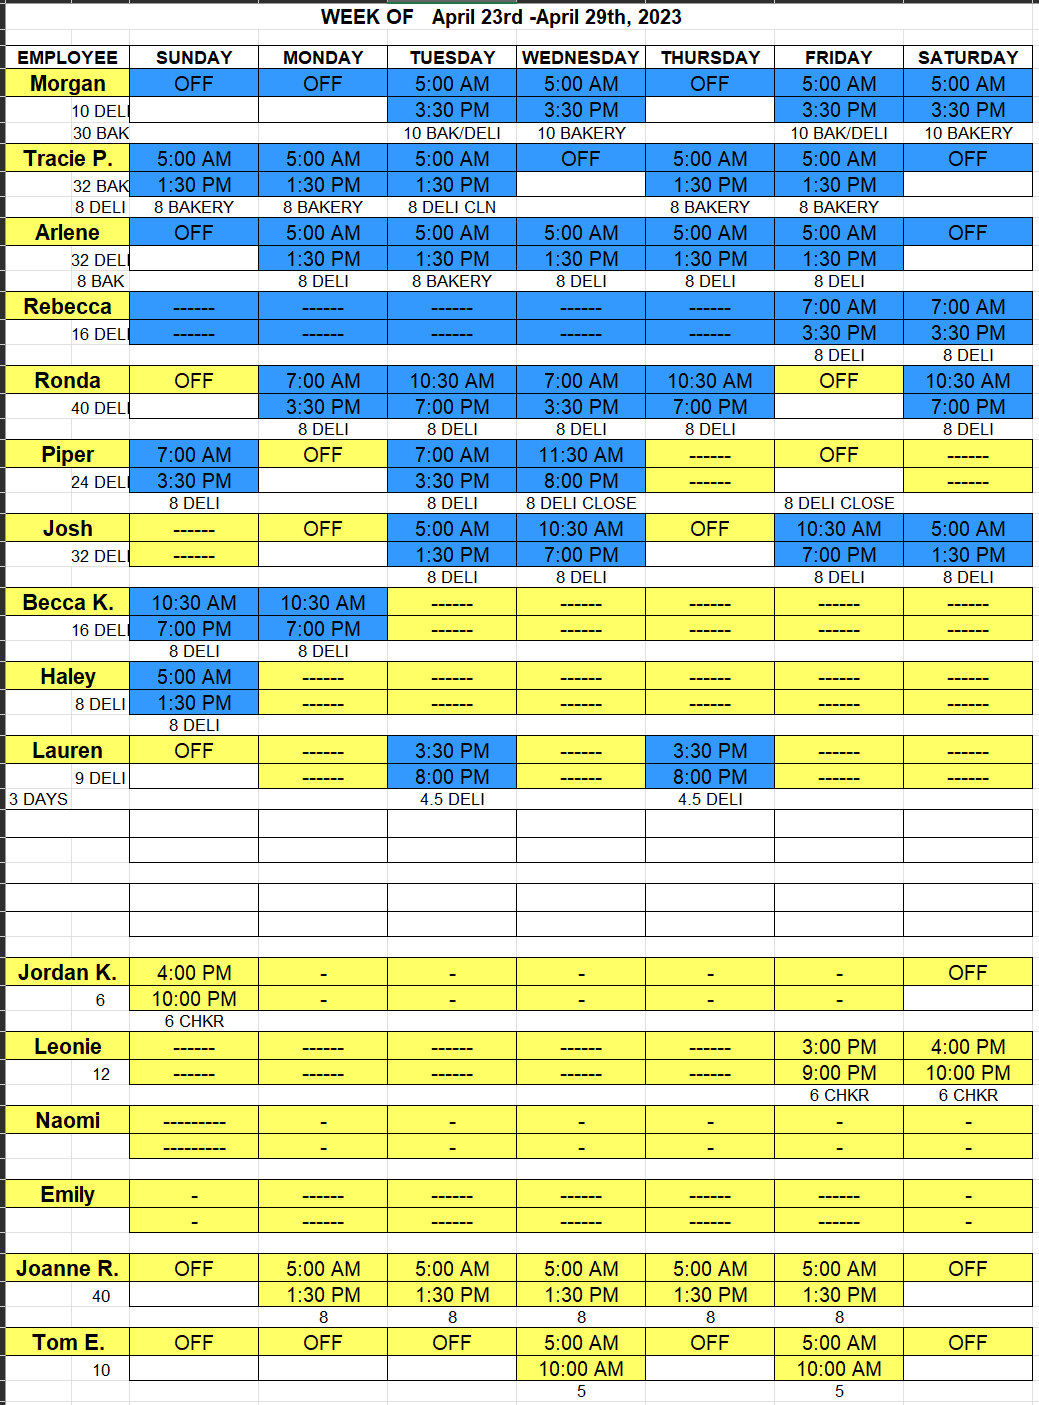 WEEK OF April 23rd -April 29th, 2023
EMPLOYEE SUNDAY MONDAY TUESDAY WEDNESDAY THURSDAY FRIDAY SATURDAY
Morgan OFF OFF 5:00 AM 5:00 AM OFF 5:00 AM 5:00 AM
10 DELI 3:30 PM 3:30 PM 3:30 PM 3:30 PM
30 BAK 10 BAK/DELI 10 BAKERY 10 BAK/DELI 10 BAKERY
Tracie P. 5:00 AM 5:00 AM 5:00 AM OFF 5:00 AM 5:00 AM OFF
32 BAK 1:30 PM 1:30 PM 1:30 PM 1:30 PM 1:30 PM
8 DELI 8 BAKERY 8 BAKERY 8 DELI CLN 8 BAKERY 8 BAKERY
Arlene OFF 5:00 AM 5:00 AM 5:00 AM 5:00 AM 5:00 AM OFF
32 DELI 1:30 PM 1:30 PM 1:30 PM 1:30 PM 1:30 PM
8 BAK 8 DELI 8 BAKERY 8 DELI 8 DELI 8 DELI
Rebecca ------ ------ ------ ------ ------ 7:00 AM 7:00 AM
16 DELI ------ ------ ------ ------ ------ 3:30 PM 3:30 PM
8 DELI 8 DELI
Ronda OFF 7:00 AM 10:30 AM 7:00 AM 10:30 AM OFF 10:30 AM
40 DELI 3:30 PM 7:00 PM 3:30 PM 7:00 PM 7:00 PM
8 DELI 8 DELI 8 DELI 8 DELI 8 DELI
Piper 7:00 AM OFF 7:00 AM 11:30 AM ------ OFF ------
24 DELI 3:30 PM 3:30 PM 8:00 PM ------ ------
8 DELI 8 DELI 8 DELI CLOSE 8 DELI CLOSE
Josh ------ OFF 5:00 AM 10:30 AM OFF 10:30 AM 5:00 AM
32 DELI ------ 1:30 PM 7:00 PM 7:00 PM 1:30 PM
8 DELI 8 DELI 8 DELI 8 DELI
Becca K. 10:30 AM 10:30 AM ------ ------ ------ ------ ------
16 DELI 7:00 PM 7:00 PM ------ ------ ------ ------ ------
8 DELI 8 DELI
Haley 5:00 AM ------ ------ ------ ------ ------ ------
8 DELI 1:30 PM ------ ------ ------ ------ ------ ------
8 DELI
Lauren OFF ------ 3:30 PM ------ 3:30 PM ------ ------
9 DELI ------ 8:00 PM ------ 8:00 PM ------ ------
3 DAYS 4.5 DELI 4.5 DELI
Jordan K. 4:00 PM - - - - - OFF
6 10:00 PM - - - - -
6 CHKR
Leonie ------ ------ ------ ------ ------ 3:00 PM 4:00 PM
12 ------ ------ ------ ------ ------ 9:00 PM 10:00 PM
6 CHKR 6 CHKR
Naomi --------- - - - - - -
--------- - - - - - -
Emily - ------ ------ ------ ------ ------ -
- ------ ------ ------ ------ ------ -
Joanne R. OFF 5:00 AM 5:00 AM 5:00 AM 5:00 AM 5:00 AM OFF
40 1:30 PM 1:30 PM 1:30 PM 1:30 PM 1:30 PM
8 8 8 8 8
Tom E. OFF OFF OFF 5:00 AM OFF 5:00 AM OFF
10 10:00 AM 10:00 AM
5 5